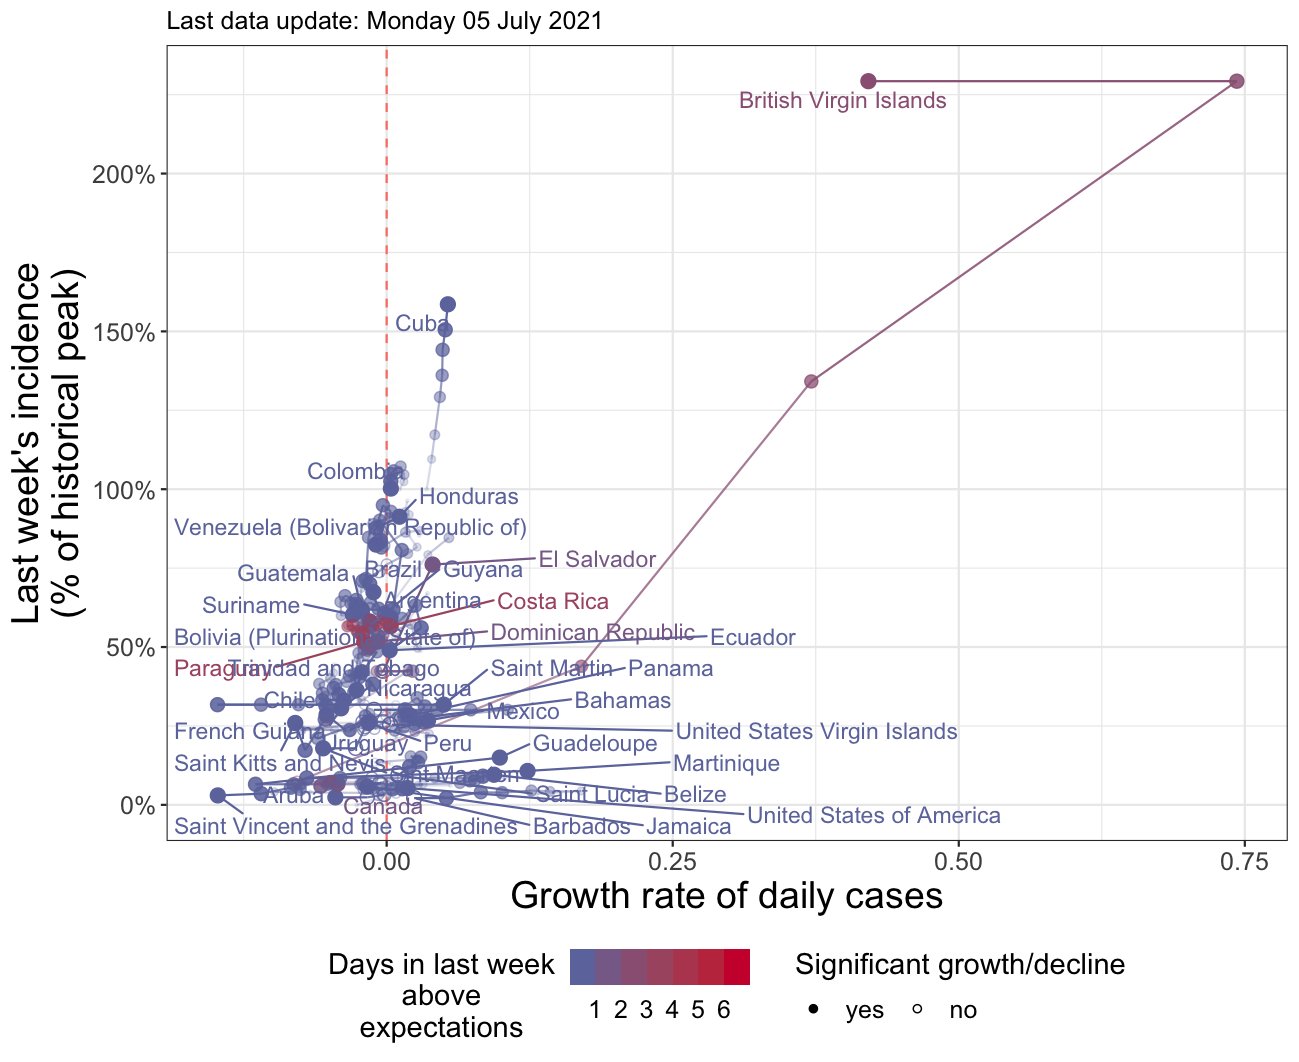 Last data update: Monday 05 July 2021
Last week's incidence
(% of historical peak)
200%
150%
100%
50%
0%
British Virgin Islands
Cuba
Colombia
Honduras
Venezuela (Bolivarian Republic of)
El Salvador
Guatemala
Brazil
Guyana
Suriname
Argentina
Costa Rica
Bolivia (Plurinational State of)
Dominican Republic
Ecuador
Paraguay
Trinidad and Tobago
Saint Martin
Panama
Chile
Nicaragua
Bahamas
Mexico
French Guiana
Uruguay
Peru
United States Virgin Islands
Guadeloupe
Saint Kitts and Nevis
Martinique
Sint Maarten
Aruba
Canada
Saint Lucia
Belize
United States of America
Saint Vincent and the Grenadines
Barbados
Jamaica
0.00
0.25
0.50
0.75
Growth rate of daily cases
Days in last week
above
expectations
1 2 3 4 5 6
Significant growth/decline
yes
no